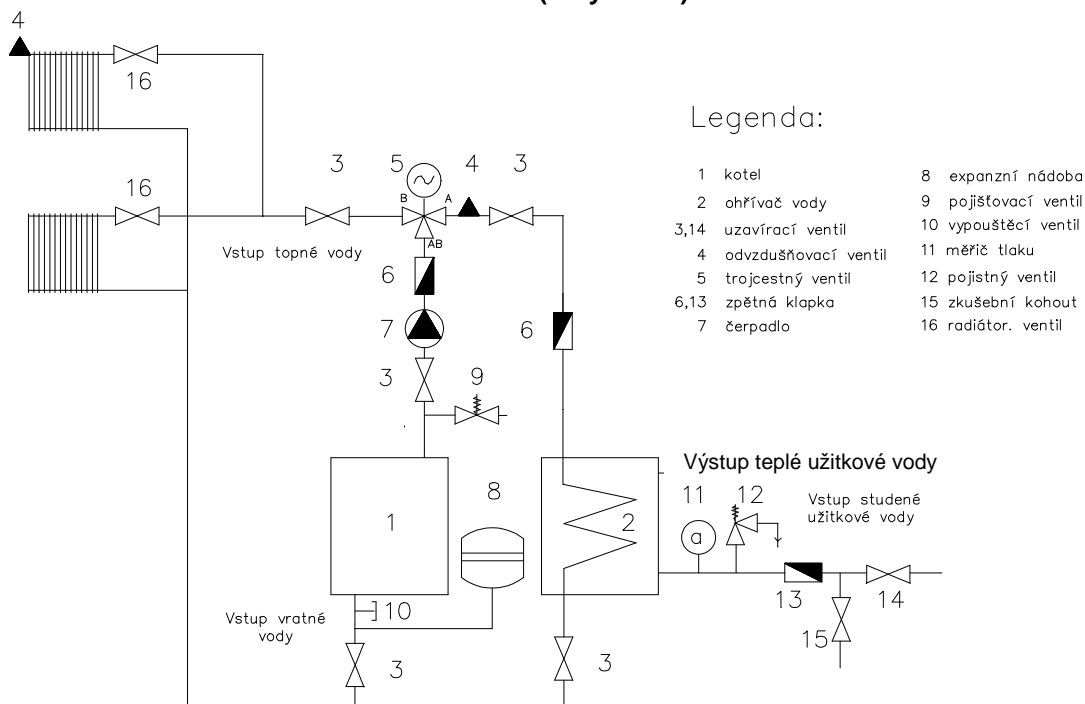 4
16
16
3
5
4
3
B
A
AB
Vstup topné vody
6
7
6
3
9
Legenda:
1 kotel
2 ohřívač vody
3,14 uzavírací ventil
4 odvzdušňovací ventil
5 trojcestný ventil
6,13 zpětná klapka
7 čerpadlo
8 expanzní nádoba
9 pojišťovací ventil
10 vypouštěcí ventil
11 měřič tlaku
12 pojistný ventil
15 zkušební kohout
16 radiátor. ventil
Výstup teplé užitkové vody
8
11
12
Vstup studené
užitkové vody
1
2
a
10
13
14
Vstup vratné
vody
15
3
3